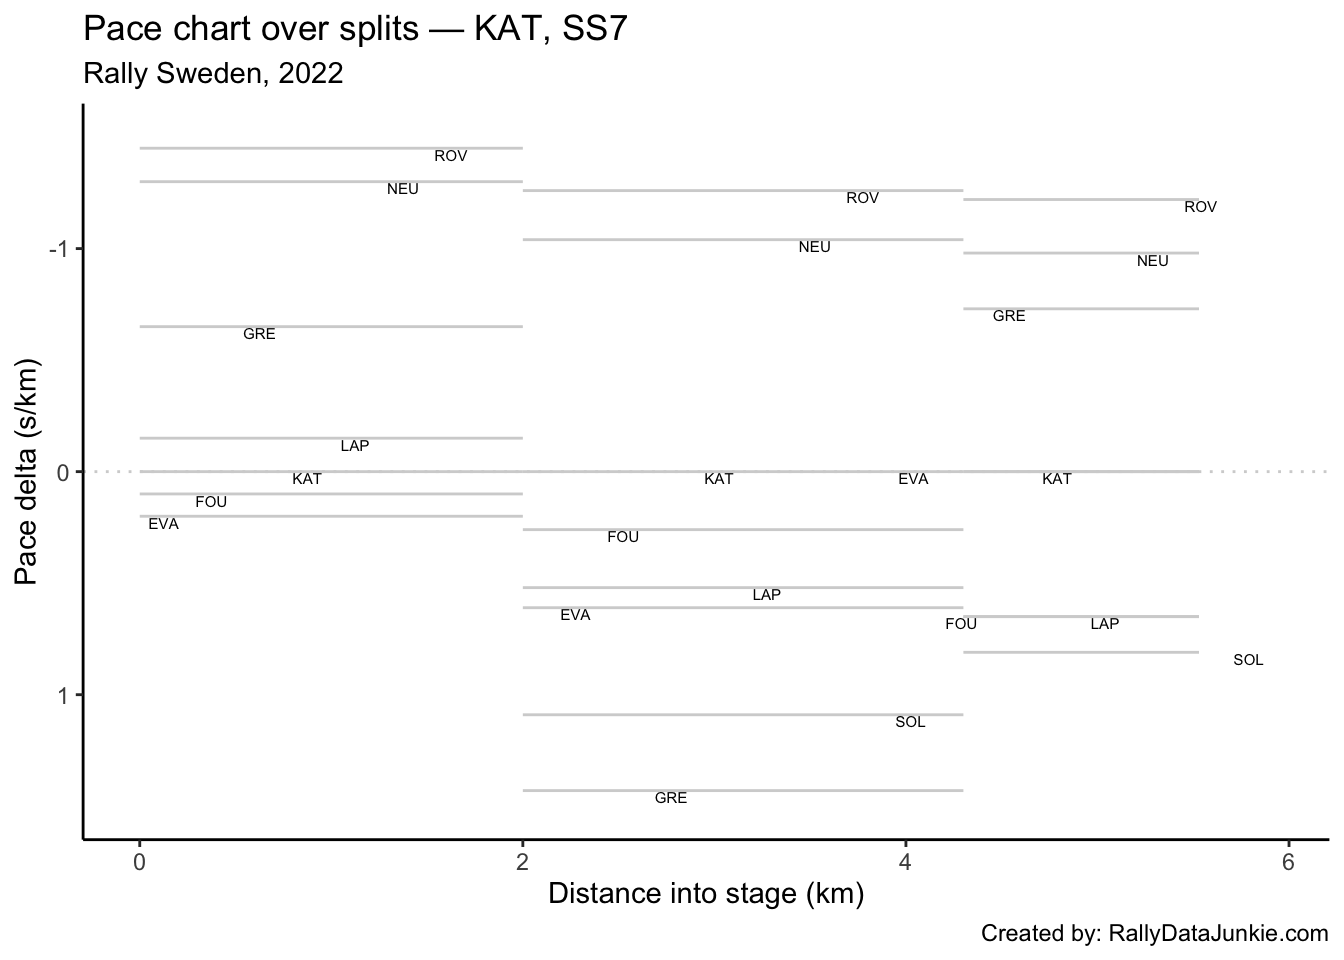 Pace chart over splits — KAT, SS7
Rally Sweden, 2022
ROV
NEU
ROV
ROV
NEU
-1
NEU
GRE
GRE
LAP
0
KAT
KAT
EVA
KAT
FOU
EVA
FOU
LAP
EVA
FOU
LAP
SOL
1
SOL
GRE
Pace delta (s/km)
0
2
4
6
Distance into stage (km)
Created by: RallyDataJunkie.com